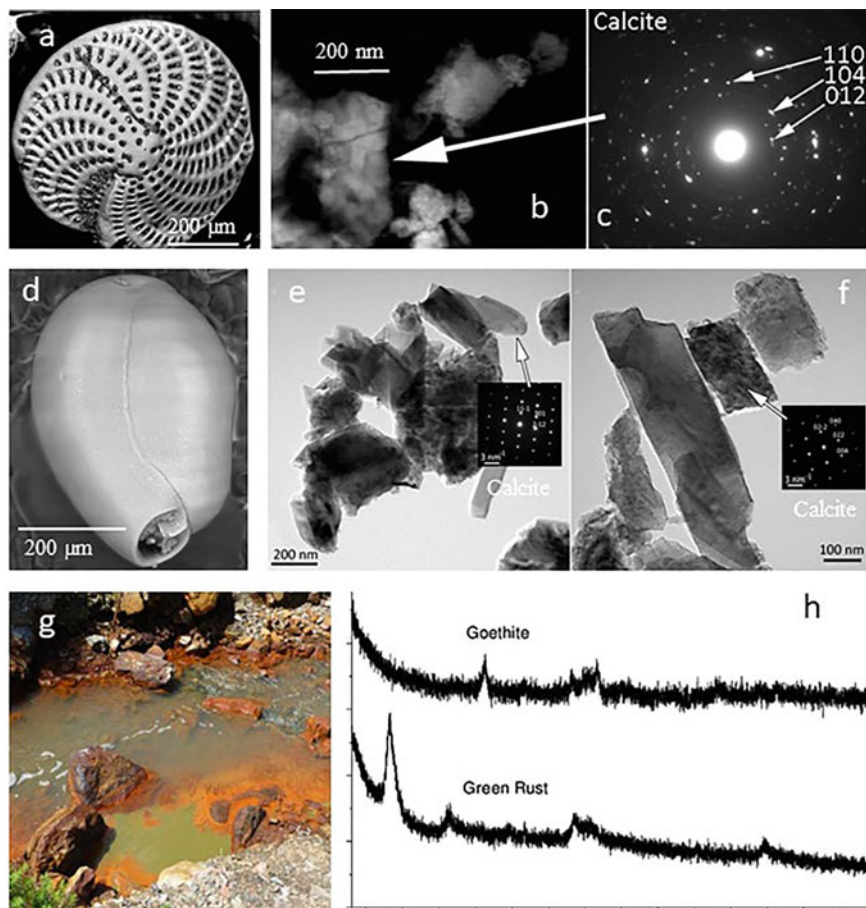 a
200 µm
200 nm
b
Calcite
110
104
012
c
d
200 µm
e
Calcite
200 nm
f
Calcite
100 nm
g
h
Goethite
Green Rust